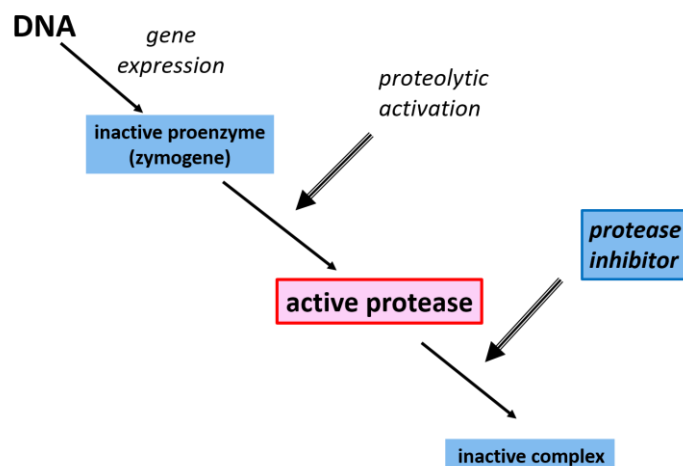 DNA
gene
expression
proteolytic
activation
inactive proenzyme
(zymogene)
protease
inhibitor
active protease
inactive complex